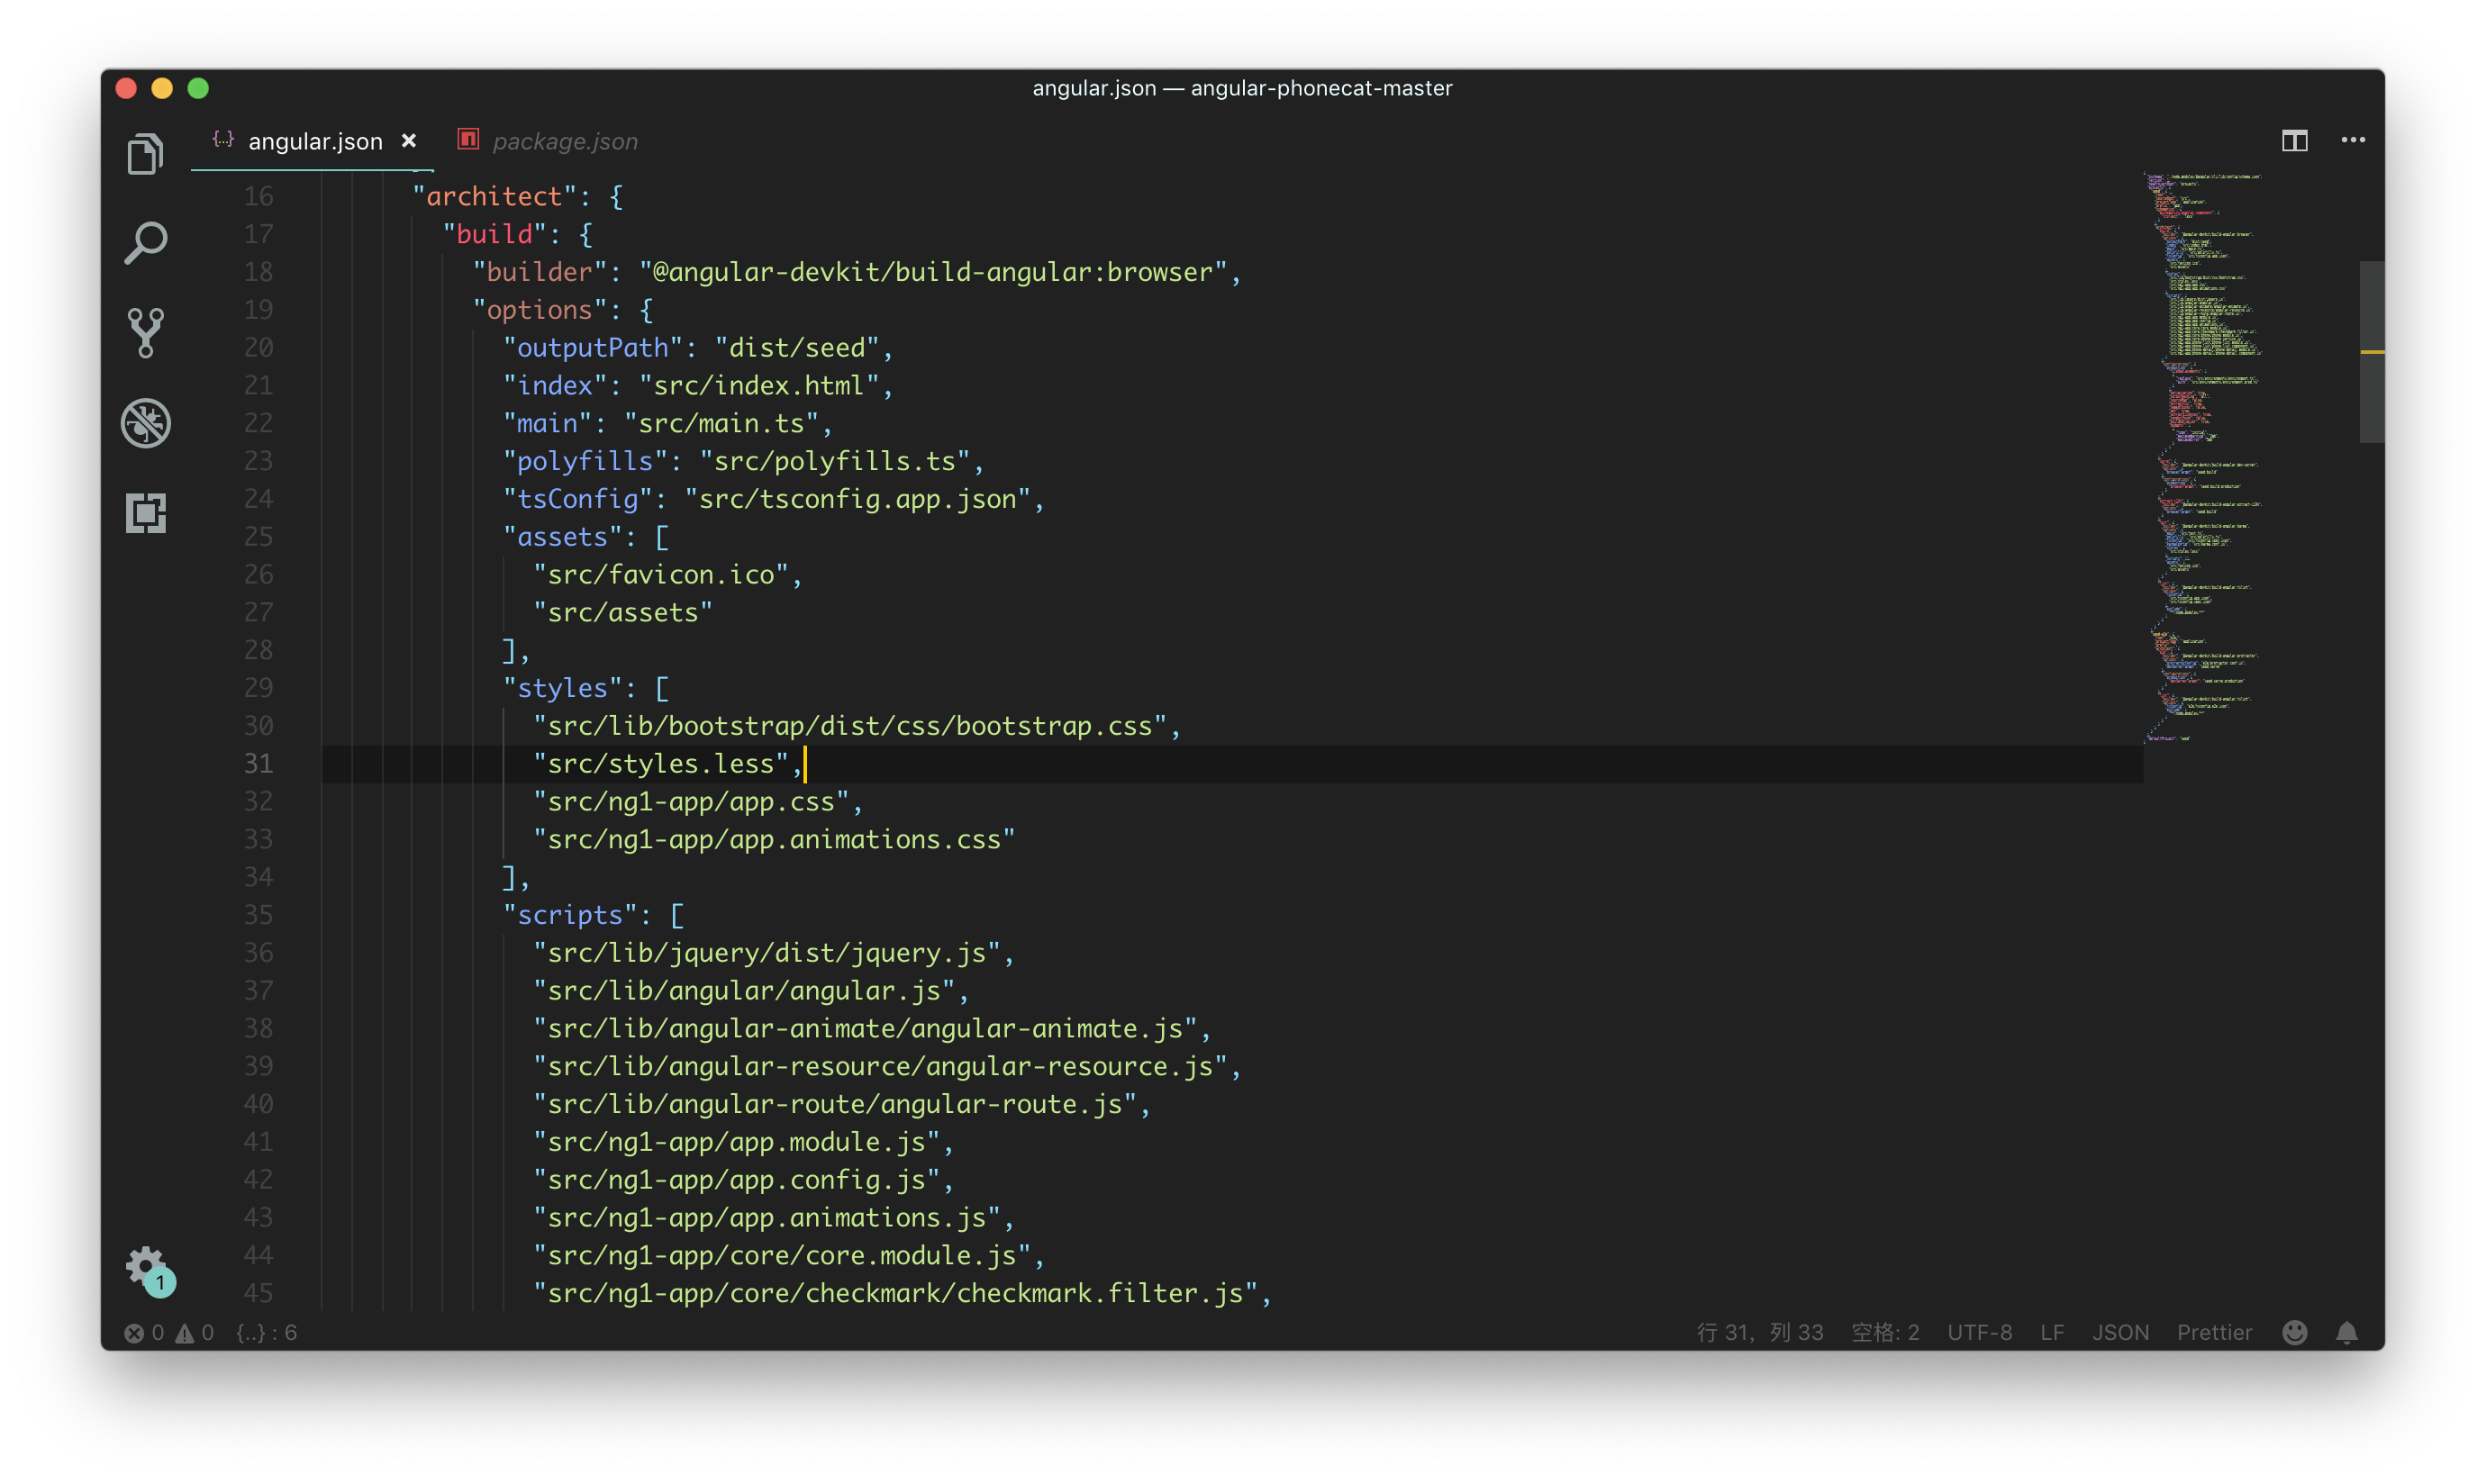 angular.json — angular-phonecat-master
{..} angular.json × package.json
16 "architect": {
17 "build": {
18 "builder": "@angular-devkit/build-angular:browser",
19 "options": {
20 "outputPath": "dist/seed",
21 "index": "src/index.html",
22 "main": "src/main.ts",
23 "polyfills": "src/polyfills.ts",
24 "tsConfig": "src/tsconfig.app.json",
25 "assets": [
26 "src/favicon.ico",
27 "src/assets"
28 ],
29 "styles": [
30 "src/lib/bootstrap/dist/css/bootstrap.css",
31 "src/styles.less",
32 "src/ng1-app/app.css",
33 "src/ng1-app/app.animations.css"
34 ],
35 "scripts": [
36 "src/lib/jquery/dist/jquery.js",
37 "src/lib/angular/angular.js",
38 "src/lib/angular-animate/angular-animate.js",
39 "src/lib/angular-resource/angular-resource.js",
40 "src/lib/angular-route/angular-route.js",
41 "src/ng1-app/app.module.js",
42 "src/ng1-app/app.config.js",
43 "src/ng1-app/app.animations.js",
44 "src/ng1-app/core/core.module.js",
45 "src/ng1-app/core/checkmark/checkmark.filter.js",
1
0 0 {..} : 6 行 31，列 33 空格: 2 UTF-8 LF JSON Prettier